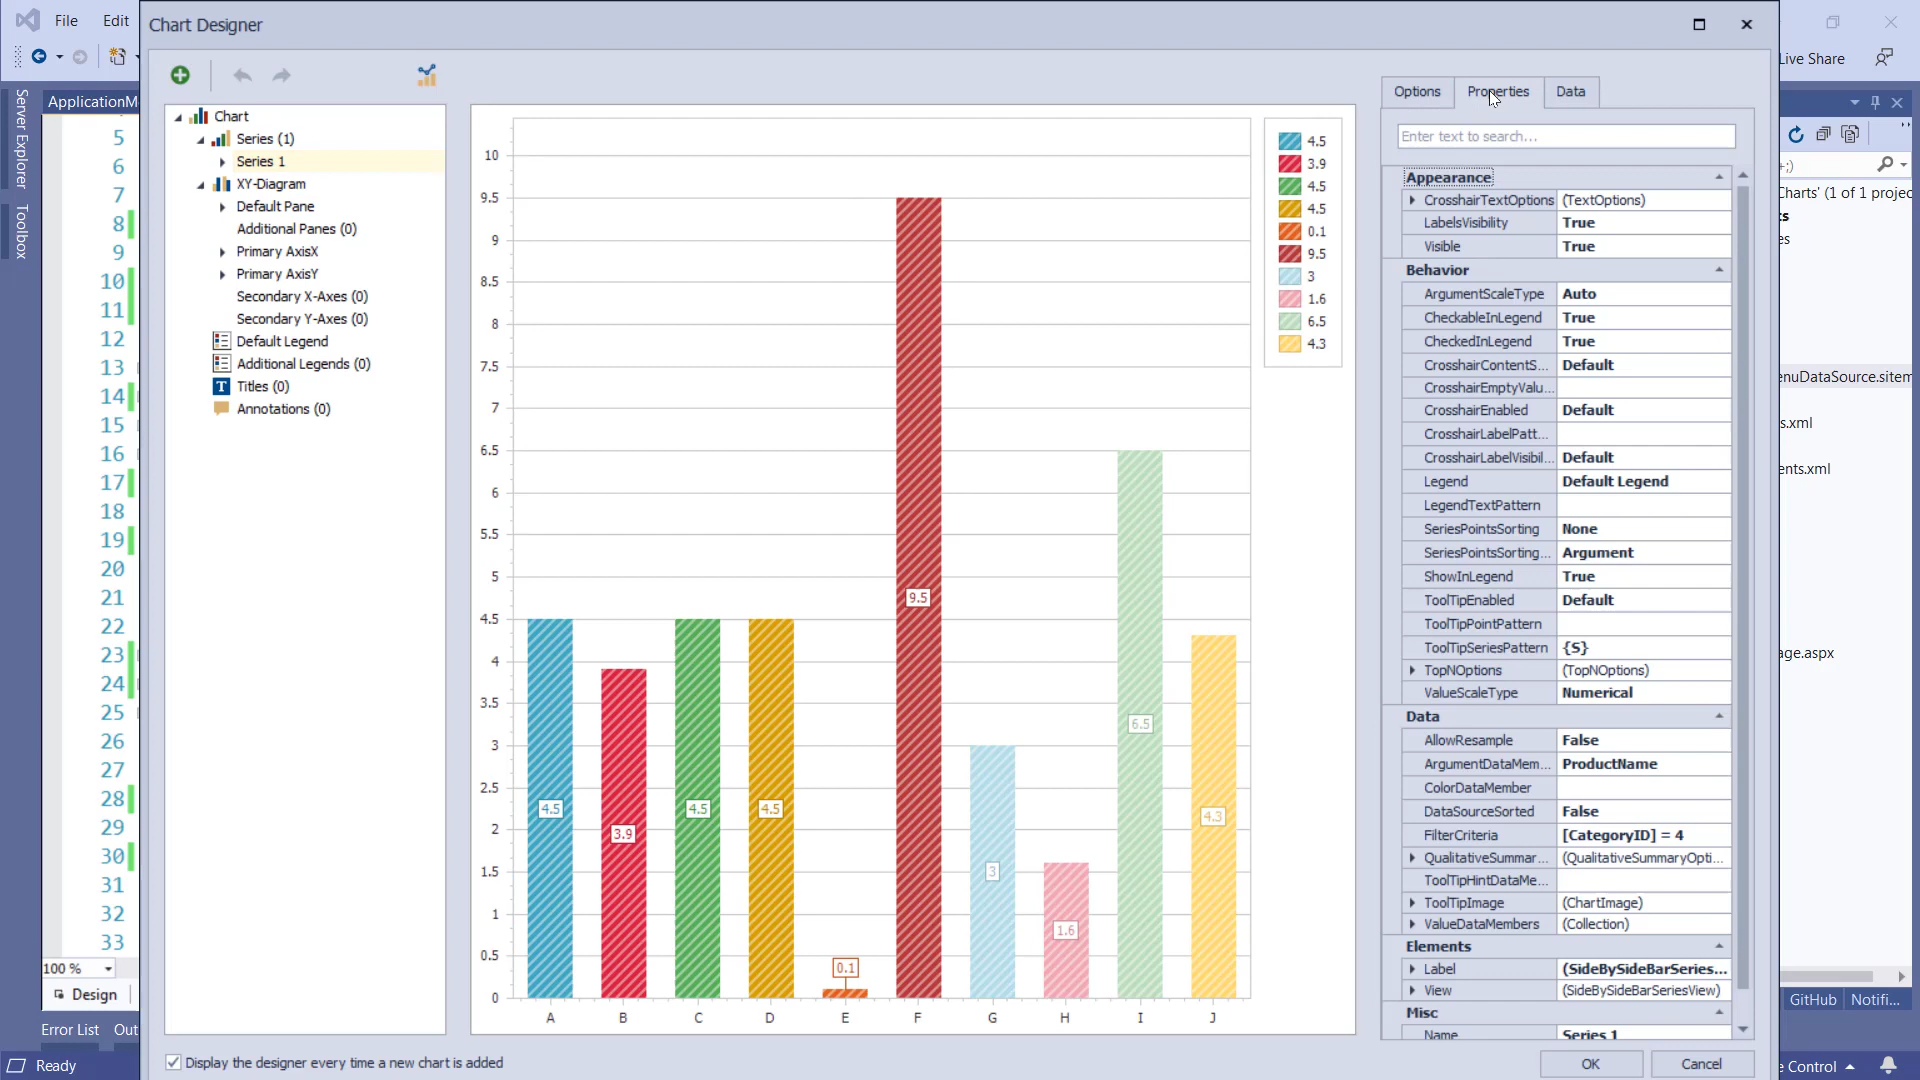 File Edit
Chart Designer
Live Share
Server Explorer
Toolbox
ApplicationM
5
6
7
8
9
10
11
12
13
14
15
16
17
18
19
20
21
22
23
24
25
26
27
28
29
30
31
32
33
100 %
Design
Error List Out
Ready
Chart
Series (1)
Series 1
XY-Diagram
Default Pane
Additional Panes (0)
Primary AxisX
Primary AxisY
Secondary X-Axes (0)
Secondary Y-Axes (0)
Default Legend
Additional Legends (0)
Titles (0)
Annotations (0)
10
9.5
9
8.5
8
7.5
7
6.5
6
5.5
5
4.5
4
3.5
3
2.5
2
1.5
1
0.5
0
4.5
3.9
4.5
4.5
0.1
9.5
3
1.6
6.5
4.3
A B C D E F G H I J
4.5
3.9
4.5
4.5
0.1
9.5
3
1.6
6.5
4.3
Options Properties Data
Enter text to search...
Appearance
CrosshairTextOptions (TextOptions)
LabelsVisibility True
Visible True
Behavior
ArgumentScaleType Auto
CheckableInLegend True
CheckedInLegend True
CrosshairContentS... Default
CrosshairEmptyValu...
CrosshairEnabled Default
CrosshairLabelPatt...
CrosshairLabelVisibil... Default
Legend Default Legend
LegendTextPattern
SeriesPointsSorting None
SeriesPointsSorting... Argument
ShowInLegend True
ToolTipEnabled Default
ToolTipPointPattern
ToolTipSeriesPattern {S}
TopNOptions (TopNOptions)
ValueScaleType Numerical
Data
AllowResample False
ArgumentDataMem... ProductName
ColorDataMember
DataSourceSorted False
FilterCriteria [CategoryID] = 4
QualitativeSummar... (QualitativeSummaryOpti...
ToolTipHintDataMe...
ToolTipImage (ChartImage)
ValueDataMembers (Collection)
Elements
Label (SideBySideBarSeries...
View (SideBySideBarSeriesView)
Misc
Name Series 1
Display the designer every time a new chart is added
OK Cancel
+;)
Charts' (1 of 1 projec
ts
es
enuDataSource.sitem
s.xml
ents.xml
age.aspx
GitHub Notifi...
e Control